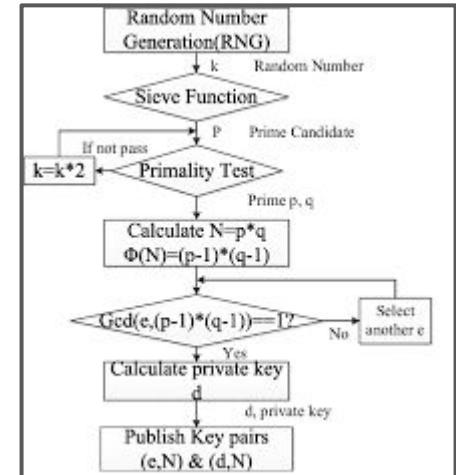 Random Number
Generation(RNG)
k Random Number
Sieve Function
P Prime Candidate
If not pass
k=k*2
Primality Test
Prime p, q
Calculate N=p*q
Φ(N)=(p-1)*(q-1)
Gcd(e,(p-1)*(q-1))==1?
No
Select
another e
Yes
Calculate private key
d
d, private key
Publish Key pairs
(e,N) & (d,N)